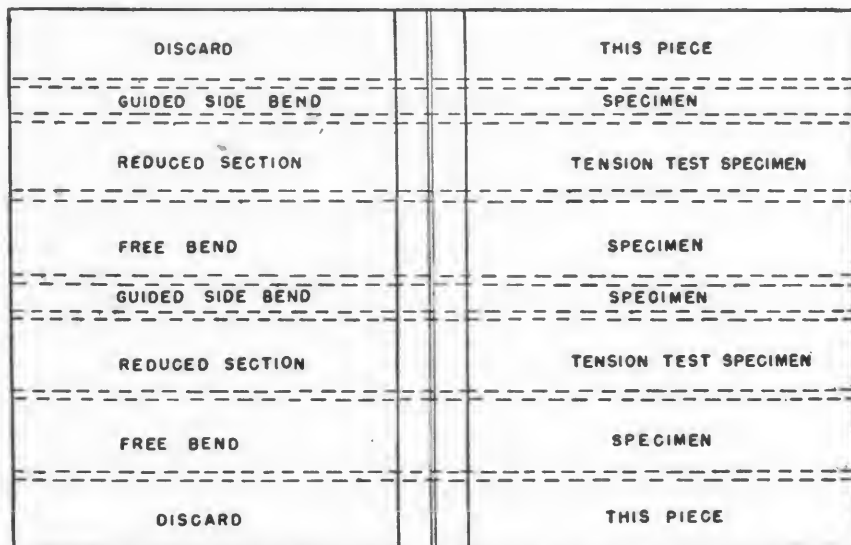 DISCARD THIS PIECE
GUIDED SIDE BEND SPECIMEN
REDUCED SECTION TENSION TEST SPECIMEN
FREE BEND SPECIMEN
GUIDED SIDE BEND SPECIMEN
REDUCED SECTION TENSION TEST SPECIMEN
FREE BEND SPECIMEN
DISCARD THIS PIECE